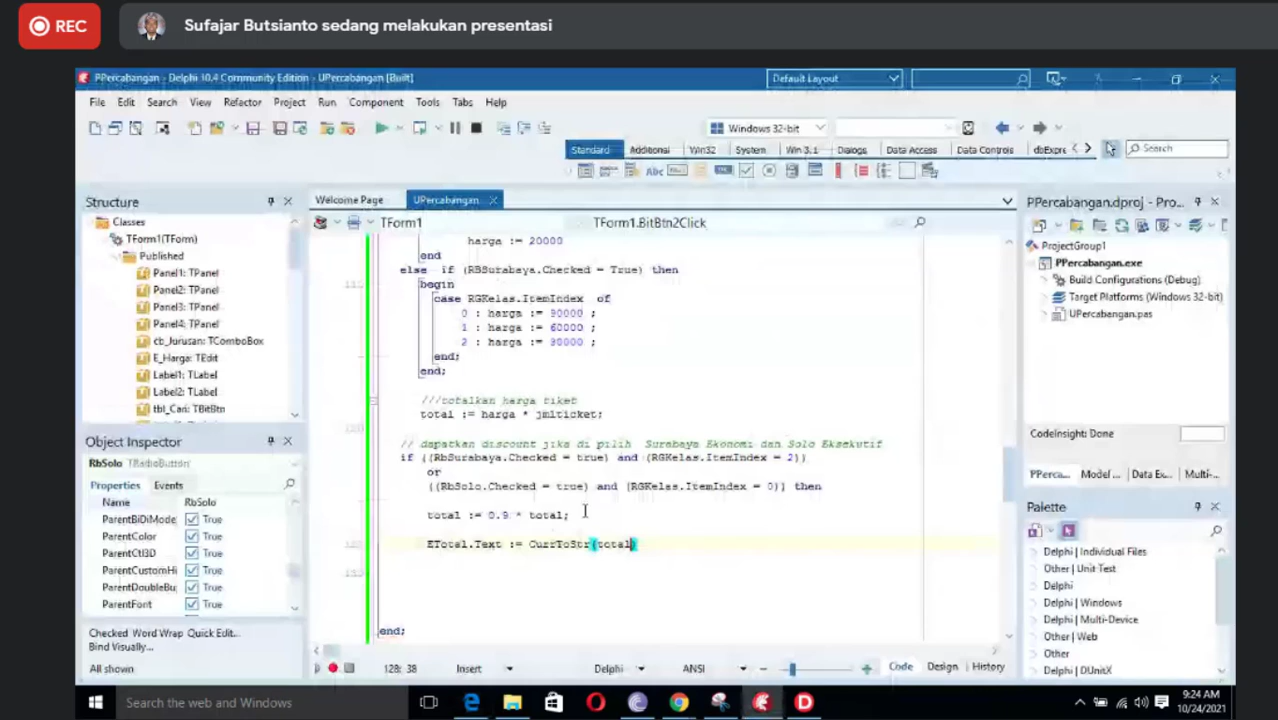 REC
Sufajar Butsianto sedang melakukan presentasi
PPercabangan - Delphi 10.4 Community Edition - UPercabangan [Built]
Default Layout
File Edit Search View Refactor Project Run Component Tools Tabs Help
Windows 32-bit
Standard Additional Win32 System Win 3.1 Dialogs Data Access Data Controls dbExpre
Search
Structure
Classes
TForm1(TForm)
Published
Panel1: TPanel
Panel2: TPanel
Panel3: TPanel
Panel4: TPanel
cb_Jurusan: TComboBox
E_Harga: TEdit
Label1: TLabel
Label2: TLabel
tbl_Cari: TBitBtn
Object Inspector
RbSolo TRadioButton
Properties Events
Name RbSolo
ParentBiDiMode True
ParentColor True
ParentCtl3D True
ParentCustomHi True
ParentDoubleBu True
ParentFont True
Checked Word Wrap Quick Edit...
Bind Visually...
All shown
Welcome Page UPercabangan
TForm1 TForm1.BitBtn2Click
harga := 20000
end
else if (RBSurabaya.Checked = True) then
begin
case RGKelas.ItemIndex of
0 : harga := 90000 ;
1 : harga := 60000 ;
2 : harga := 30000 ;
end;
end;
///totalkan harga tiket
total := harga * jmlticket;
// dapatkan discount jika di pilih Surabaya Ekonomi dan Solo Eksekutif
if ((RbSurabaya.Checked = true) and (RGKelas.ItemIndex = 2))
or
((RbSolo.Checked = true) and (RGKelas.ItemIndex = 0)) then
total := 0.9 * total;
ETotal.Text := CurrToStr(total)
end;
128: 38 Insert Delphi ANSI Code Design History
PPercabangan.dproj - Pro...
ProjectGroup1
PPercabangan.exe
Build Configurations (Debug)
Target Platforms (Windows 32-bit)
UPercabangan.pas
CodeInsight: Done
PPerca... Model ... Data Ex... Multi-...
Palette
Delphi | Individual Files
Other | Unit Test
Delphi
Delphi | Windows
Delphi | Multi-Device
Other | Web
Other
Delphi | DUnitX
Search the web and Windows
9:24 AM
10/24/2021